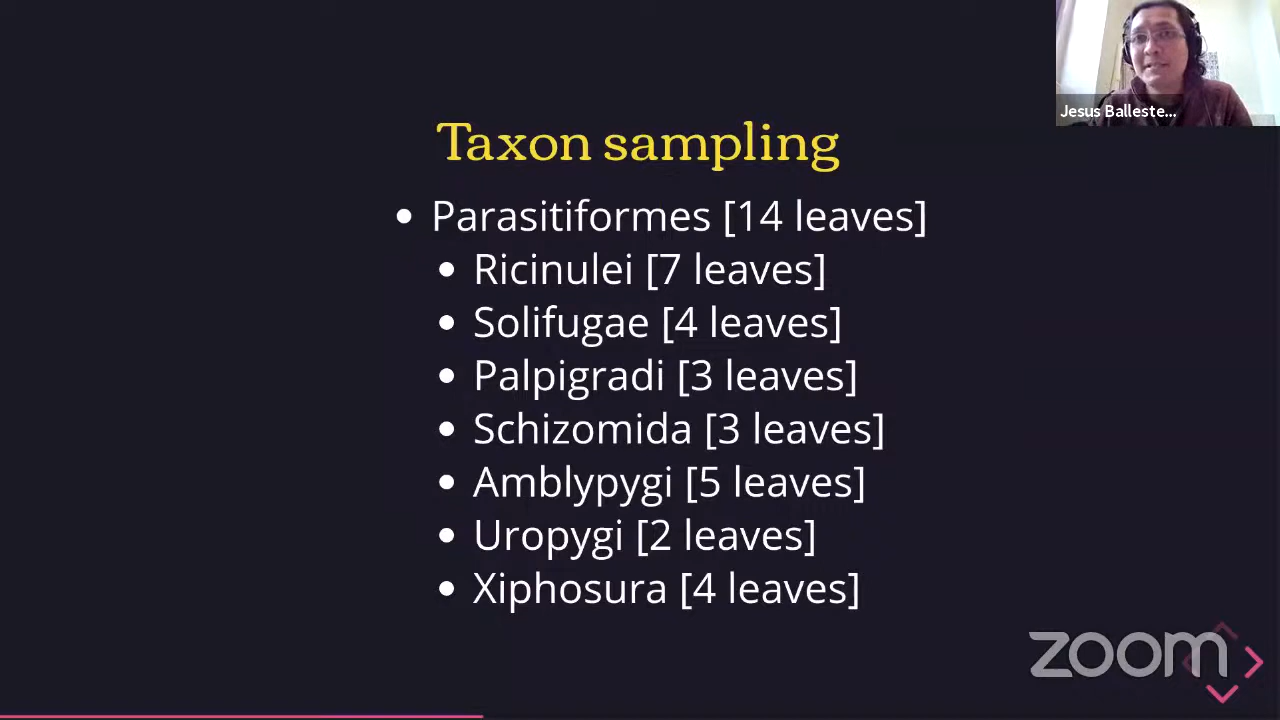 Jesus Balleste...
Taxon sampling
• Parasitiformes [14 leaves]
• Ricinulei [7 leaves]
• Solifugae [4 leaves]
• Palpigradi [3 leaves]
• Schizomida [3 leaves]
• Amblypygi [5 leaves]
• Uropygi [2 leaves]
• Xiphosura [4 leaves]
zoom